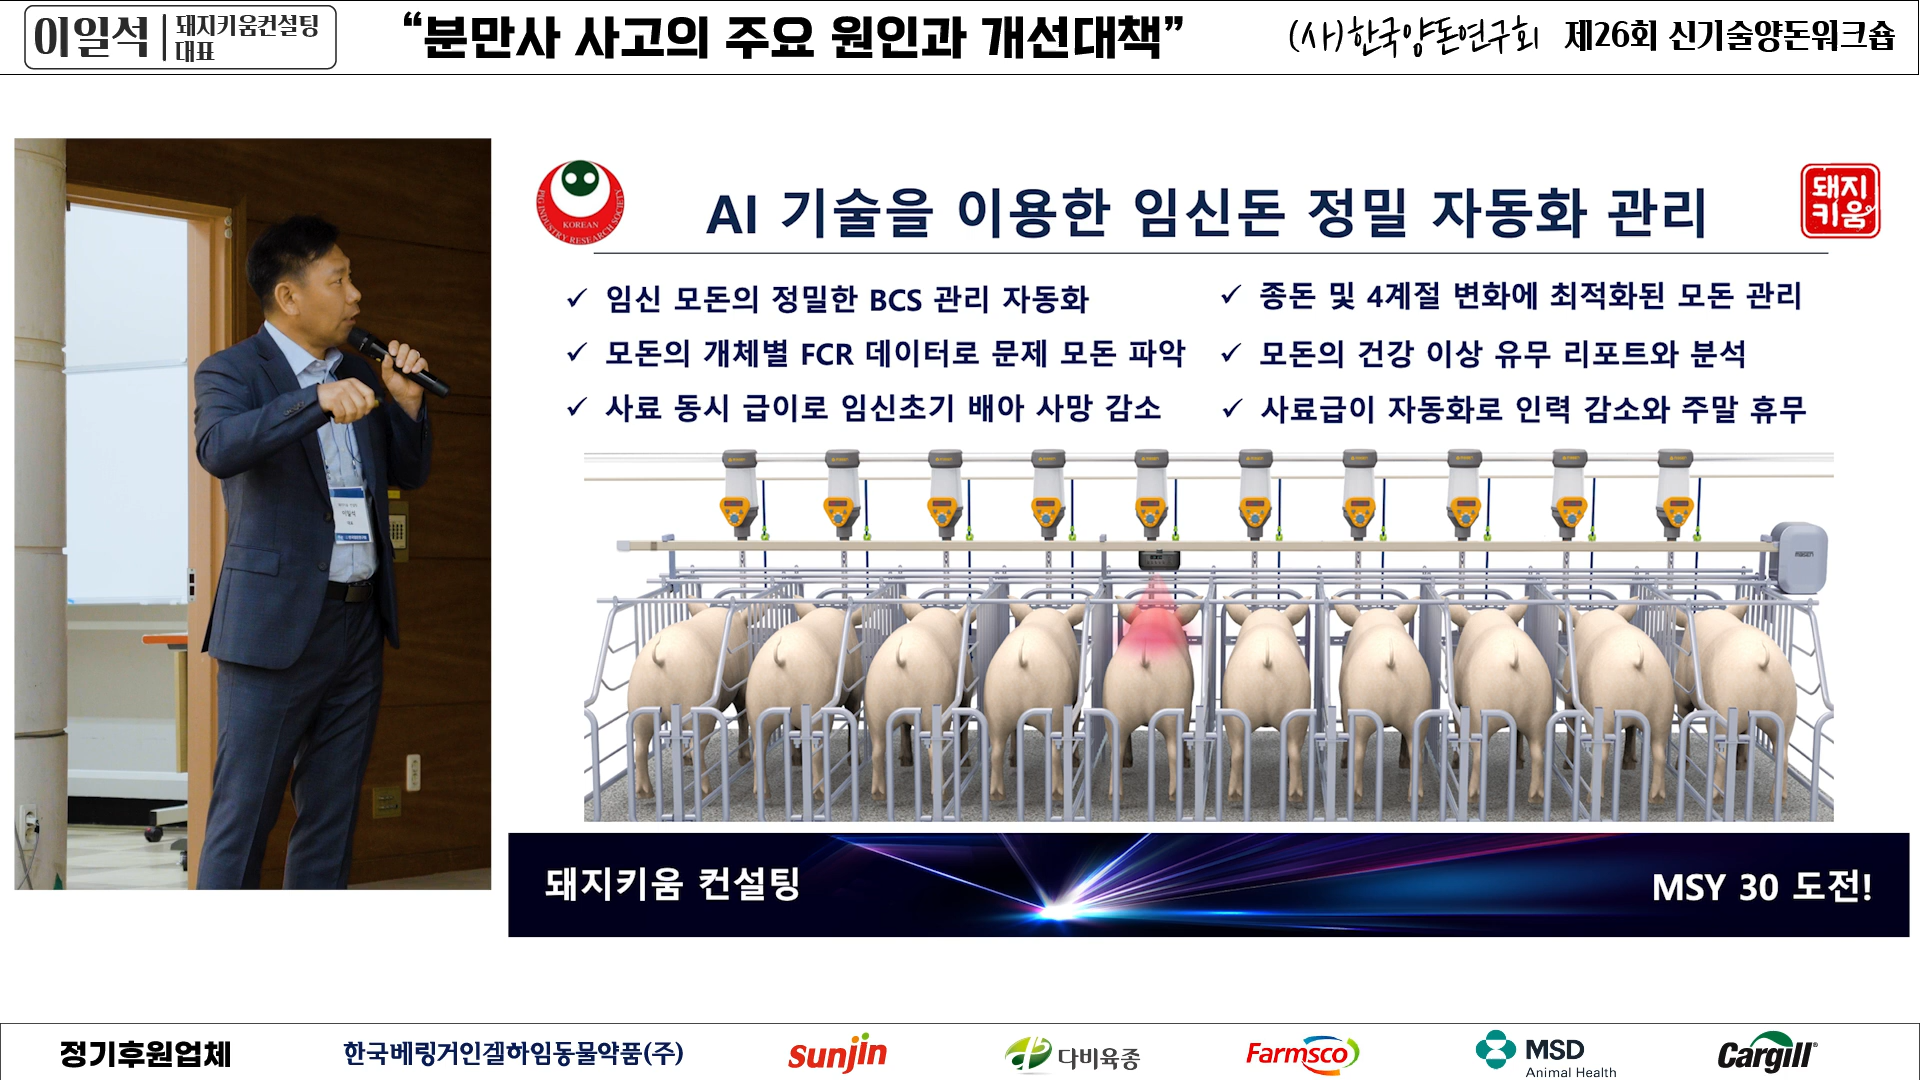 이일석
돼지키움컨설팅
대표
“분만사 사고의 주요 원인과 개선대책”
(사)한국양돈연구회 제26회 신기술양돈워크숍
KOREAN
PIG INDUSTRY RESEARCH SOCIETY
AI 기술을 이용한 임신돈 정밀 자동화 관리
돼지
키움
✓ 임신 모돈의 정밀한 BCS 관리 자동화
✓ 모돈의 개체별 FCR 데이터로 문제 모돈 파악
✓ 사료 동시 급이로 임신초기 배아 사망 감소
✓ 종돈 및 4계절 변화에 최적화된 모돈 관리
✓ 모돈의 건강 이상 유무 리포트와 분석
✓ 사료급이 자동화로 인력 감소와 주말 휴무
이일석
돼지키움 컨설팅
MSY 30 도전!
정기후원업체
한국베링거인겔하임동물약품(주)
sunjin
다비육종
Farmsco
MSD
Animal Health
Cargill®